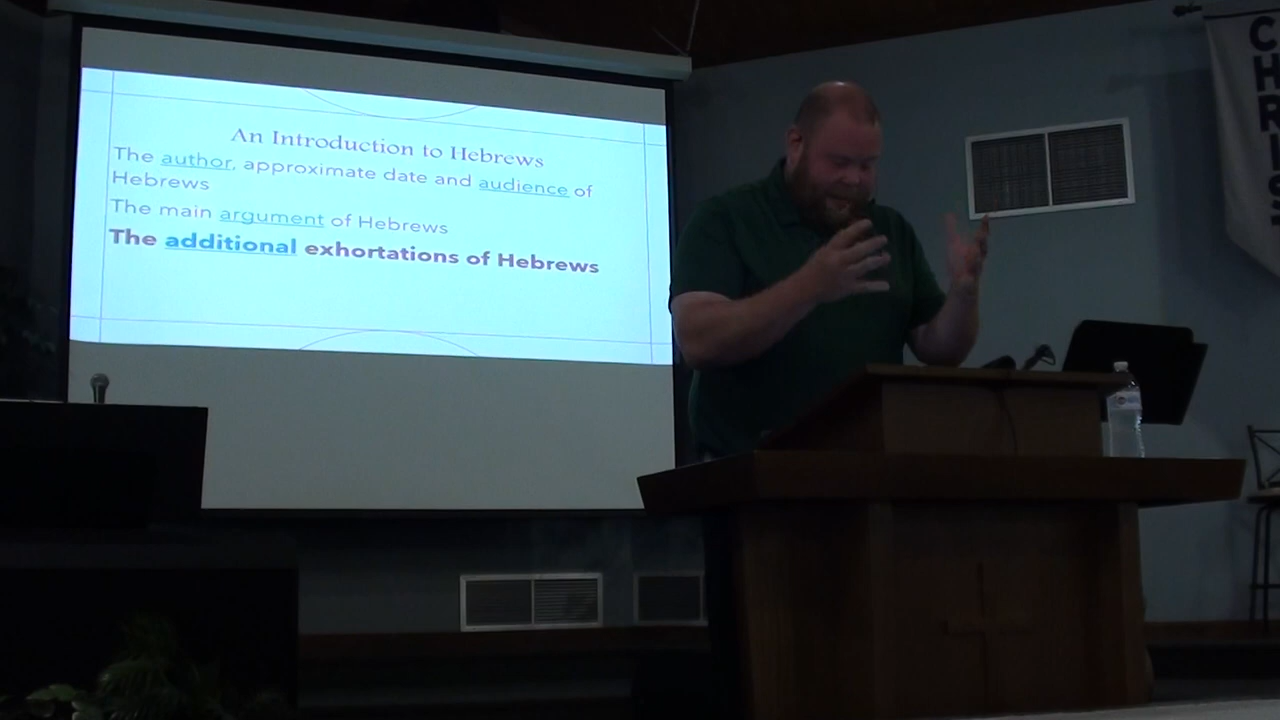 An Introduction to Hebrews
The author, approximate date and audience of
Hebrews
The main argument of Hebrews
The additional exhortations of Hebrews
CHRIS